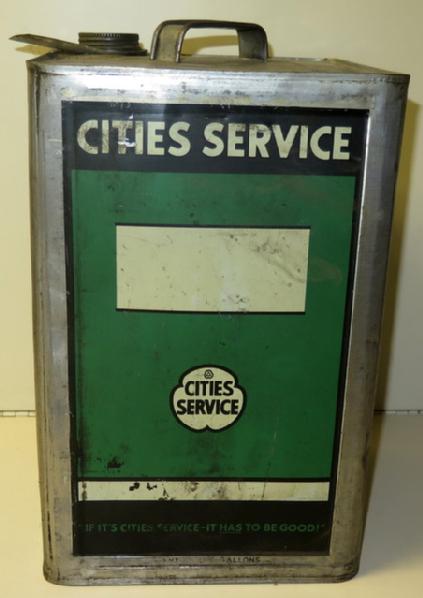 CITIES SERVICE
CITIES
SERVICE
"IF IT'S CITIES SERVICE-IT HAS TO BE GOOD!"
GALLONS